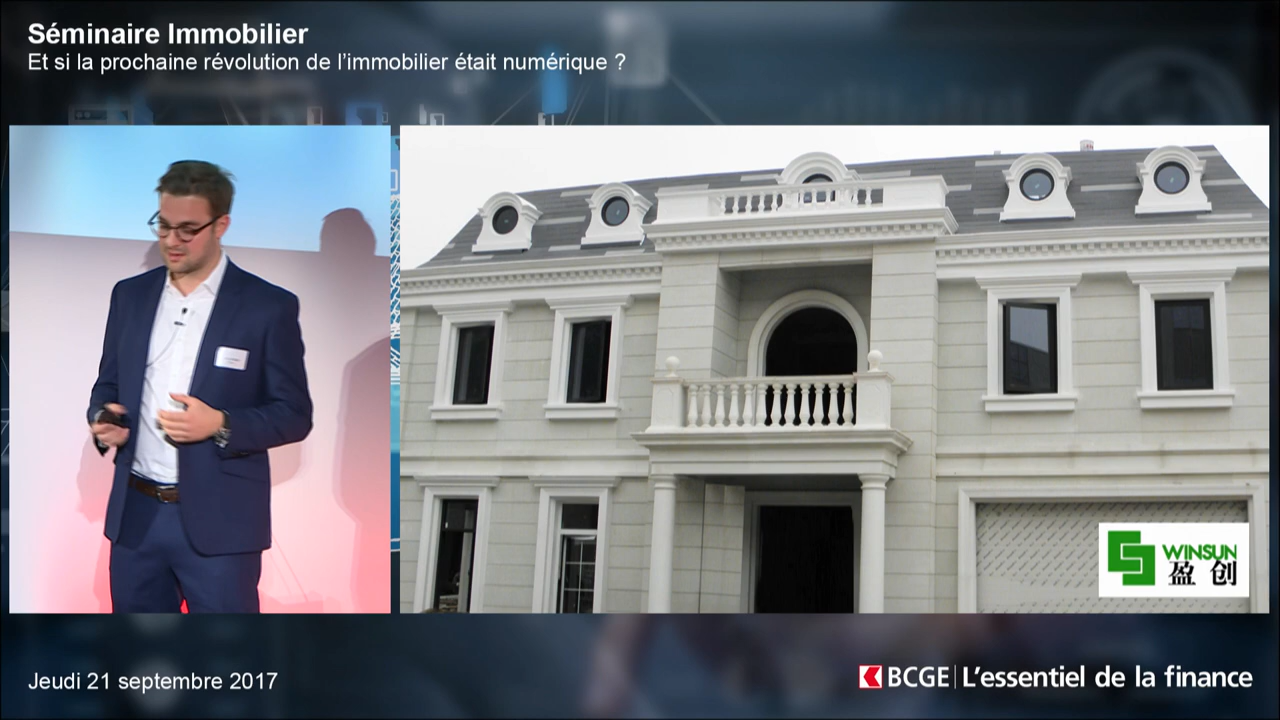 Séminaire Immobilier
Et si la prochaine révolution de l'immobilier était numérique ?
WINSUN
盈创
Jeudi 21 septembre 2017
BCGE L'essentiel de la finance